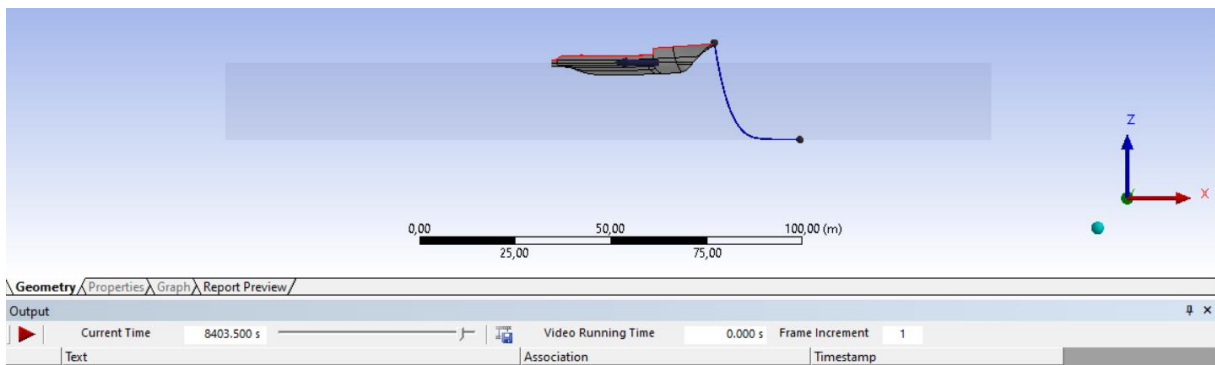 Z
X
0,00 50,00 100,00 (m)
25,00 75,00
Geometry Properties Graph Report Preview
Output
Current Time 8403.500 s Video Running Time 0.000 s Frame Increment 1
Text Association Timestamp